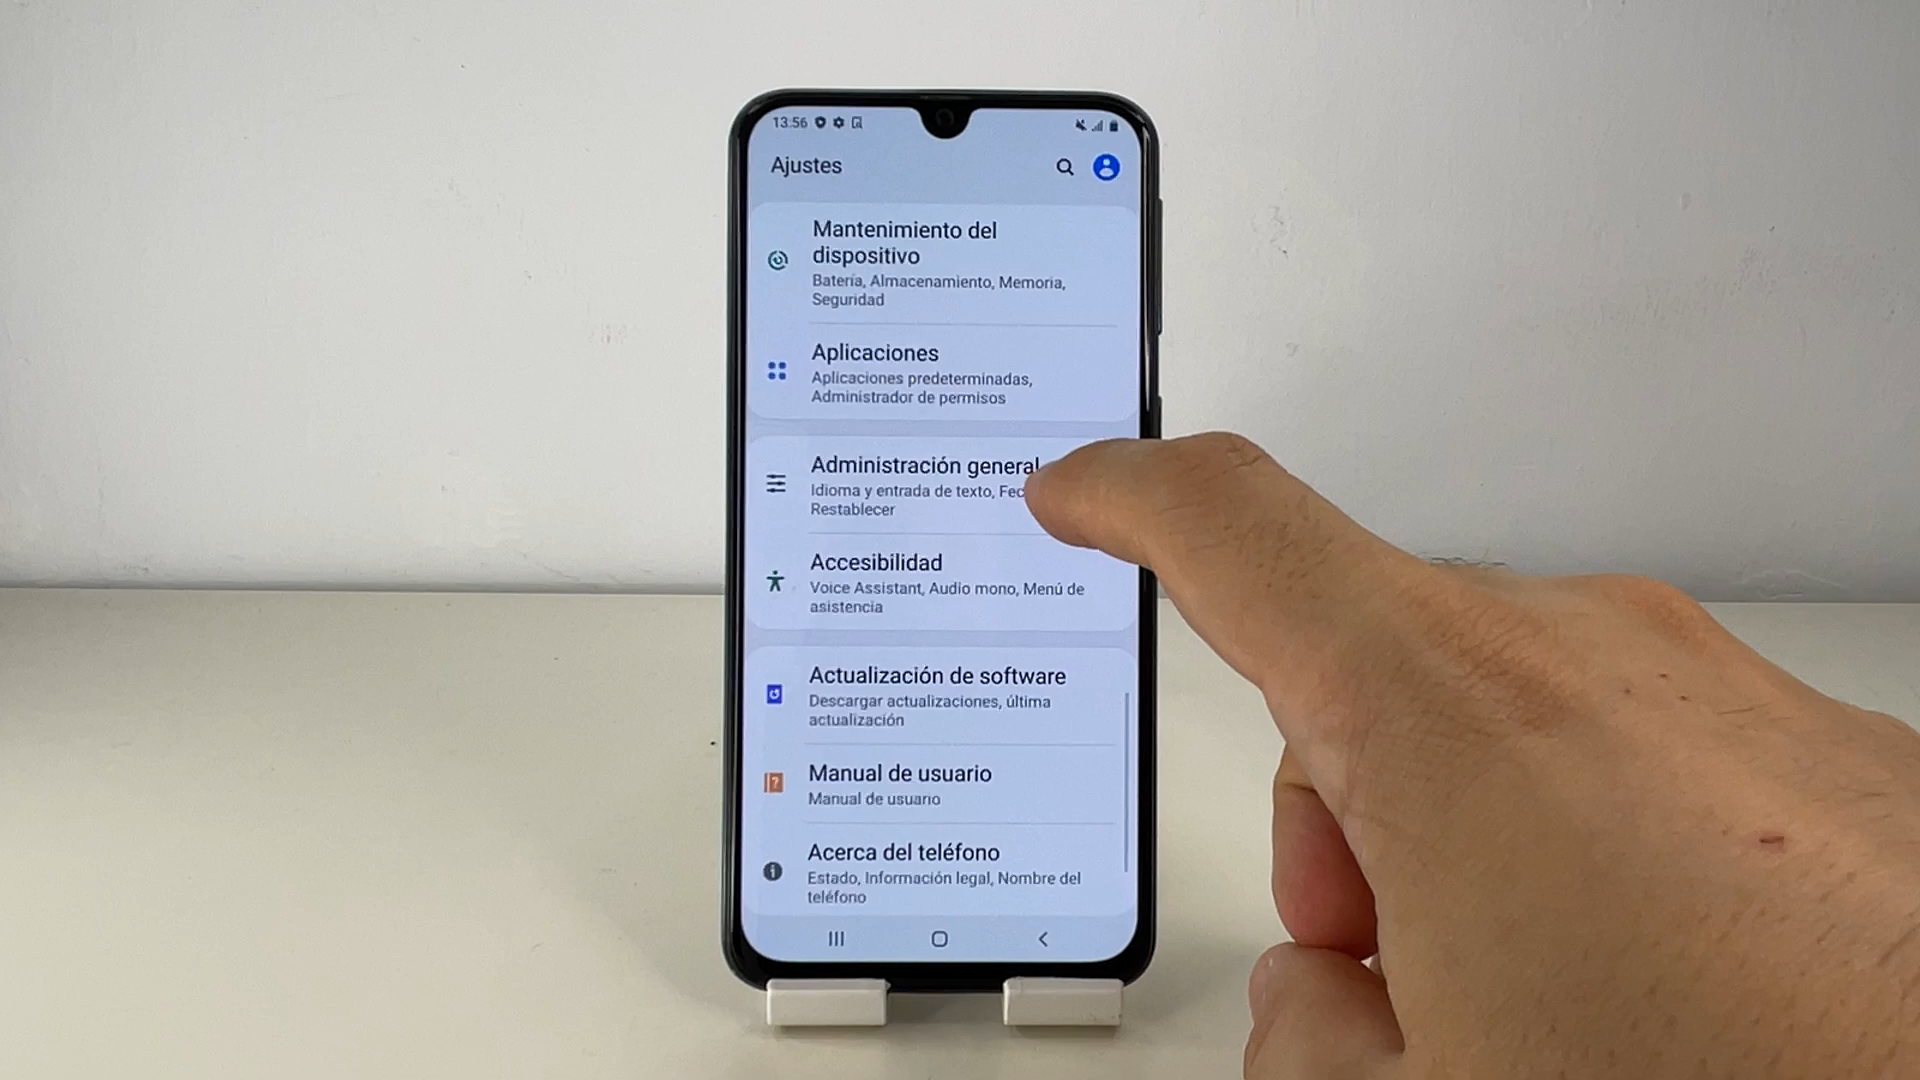 13:56
Ajustes
Mantenimiento del
dispositivo
Batería, Almacenamiento, Memoria,
Seguridad
Aplicaciones
Aplicaciones predeterminadas,
Administrador de permisos
Administración general
Idioma y entrada de texto, Fec
Restablecer
Accesibilidad
Voice Assistant, Audio mono, Menú de
asistencia
Actualización de software
Descargar actualizaciones, última
actualización
Manual de usuario
Manual de usuario
Acerca del teléfono
Estado, Información legal, Nombre del
teléfono